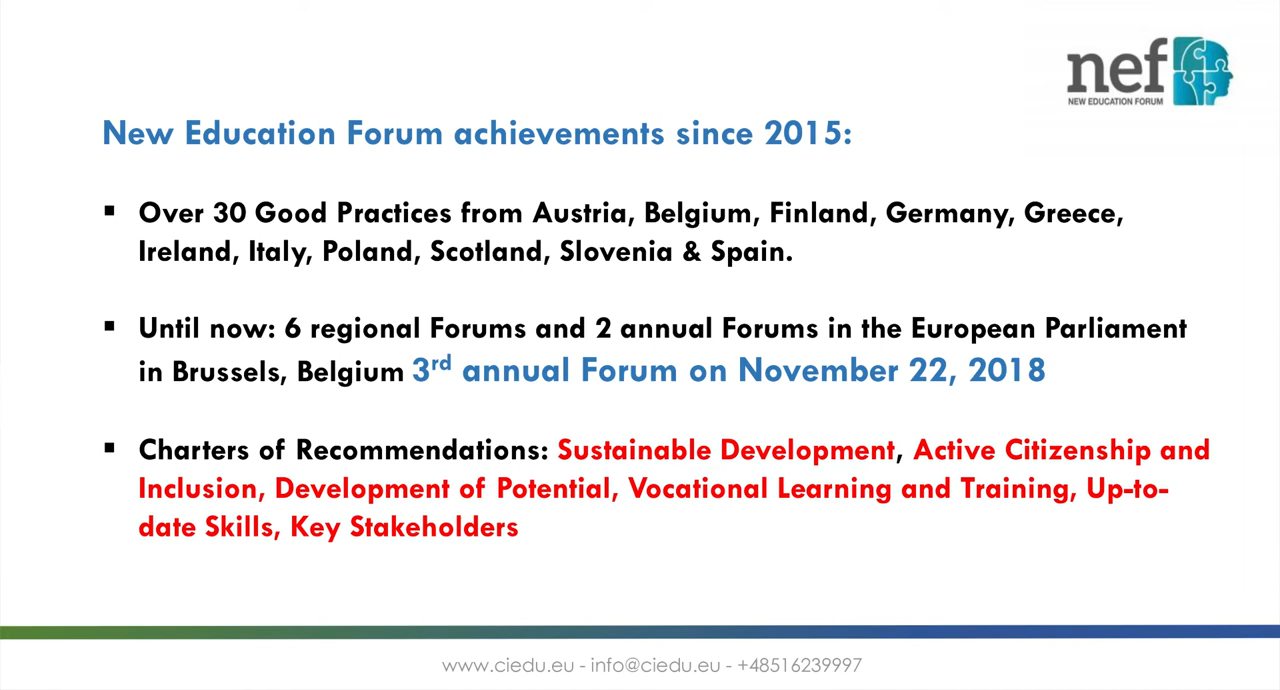 nef
NEW EDUCATION FORUM
New Education Forum achievements since 2015:
▪ Over 30 Good Practices from Austria, Belgium, Finland, Germany, Greece,
Ireland, Italy, Poland, Scotland, Slovenia & Spain.
▪ Until now: 6 regional Forums and 2 annual Forums in the European Parliament
in Brussels, Belgium 3rd annual Forum on November 22, 2018
▪ Charters of Recommendations: Sustainable Development, Active Citizenship and
Inclusion, Development of Potential, Vocational Learning and Training, Up-to-
date Skills, Key Stakeholders
www.ciedu.eu - info@ciedu.eu - +48516239997